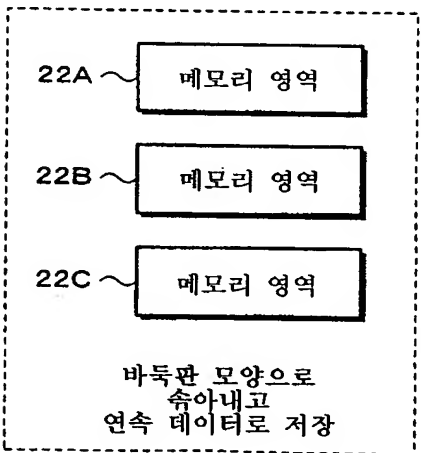 22A 메모리 영역
22B 메모리 영역
22C 메모리 영역
바둑판 모양으로
솎아내고
연속 데이터로 저장